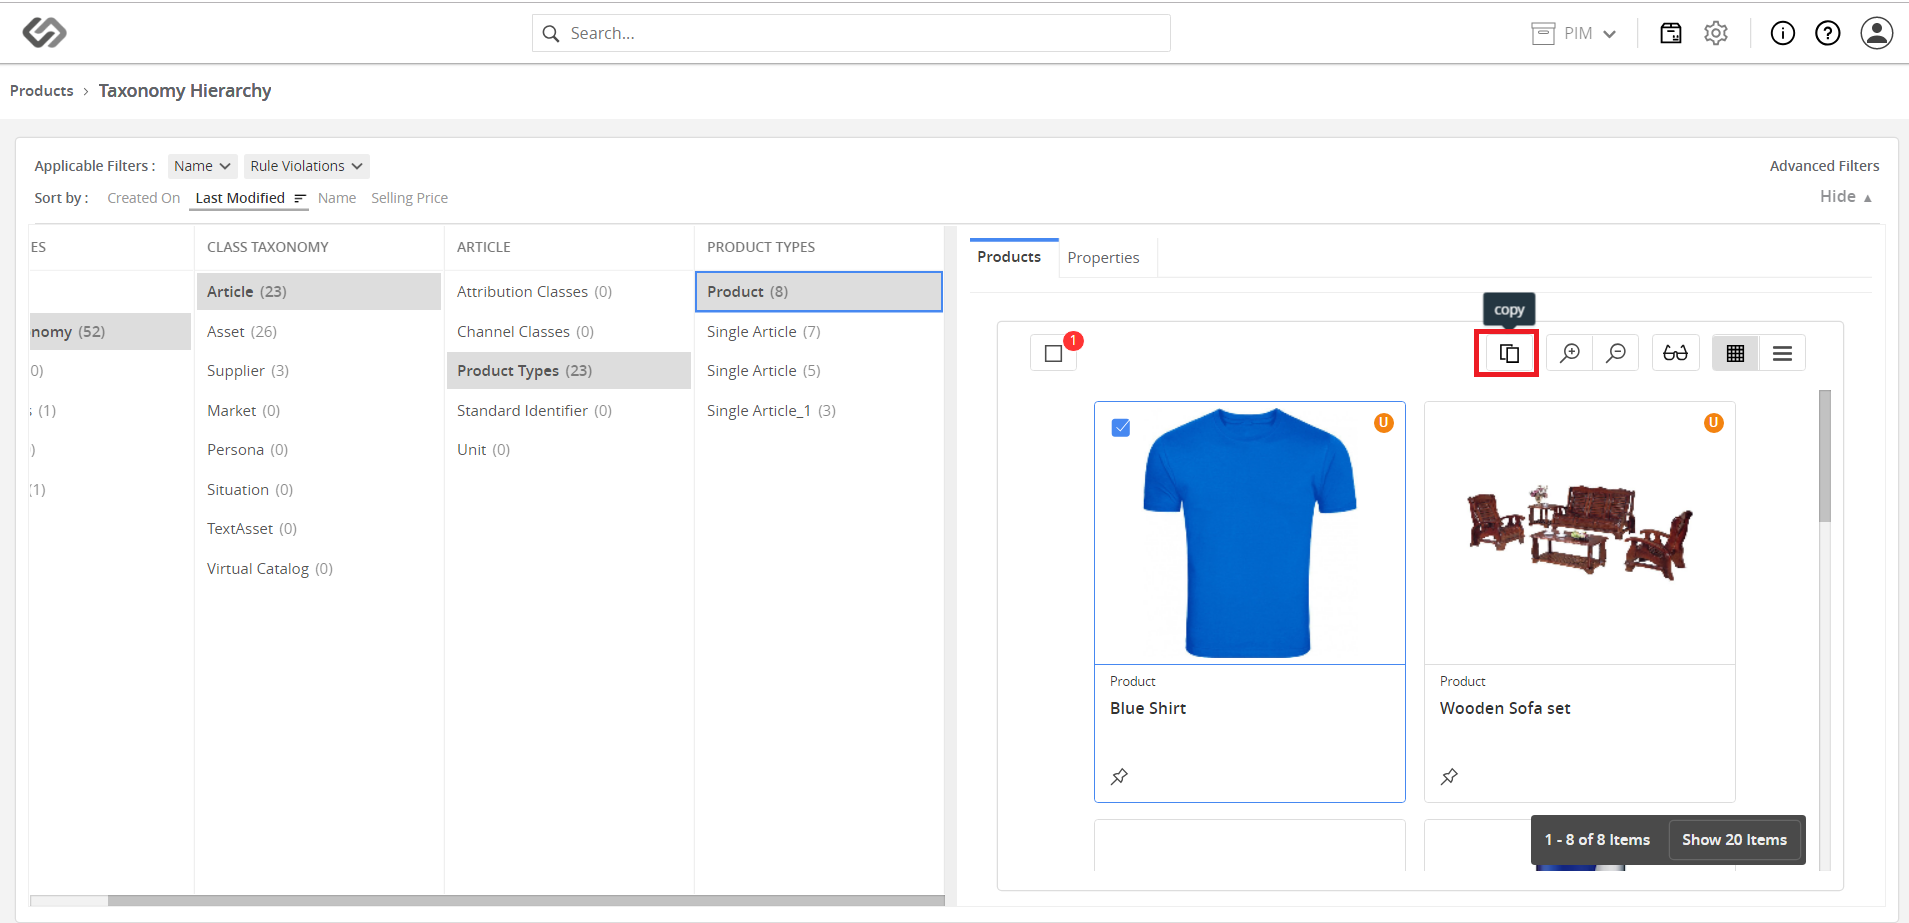 Search...
PIM
Products › Taxonomy Hierarchy
Applicable Filters : Name Rule Violations Advanced Filters
Sort by : Created On Last Modified Name Selling Price Hide ▲
ES CLASS TAXONOMY ARTICLE PRODUCT TYPES Products Properties
Article (23) Attribution Classes (0) Product (8)
copy
nomy (52) Asset (26) Channel Classes (0) Single Article (7) 1
0) Supplier (3) Product Types (23) Single Article (5)
s (1) Market (0) Standard Identifier (0) Single Article_1 (3)
U U
) Persona (0) Unit (0)
(1) Situation (0)
TextAsset (0)
Virtual Catalog (0)
Product Product
Blue Shirt Wooden Sofa set
1 - 8 of 8 Items Show 20 Items